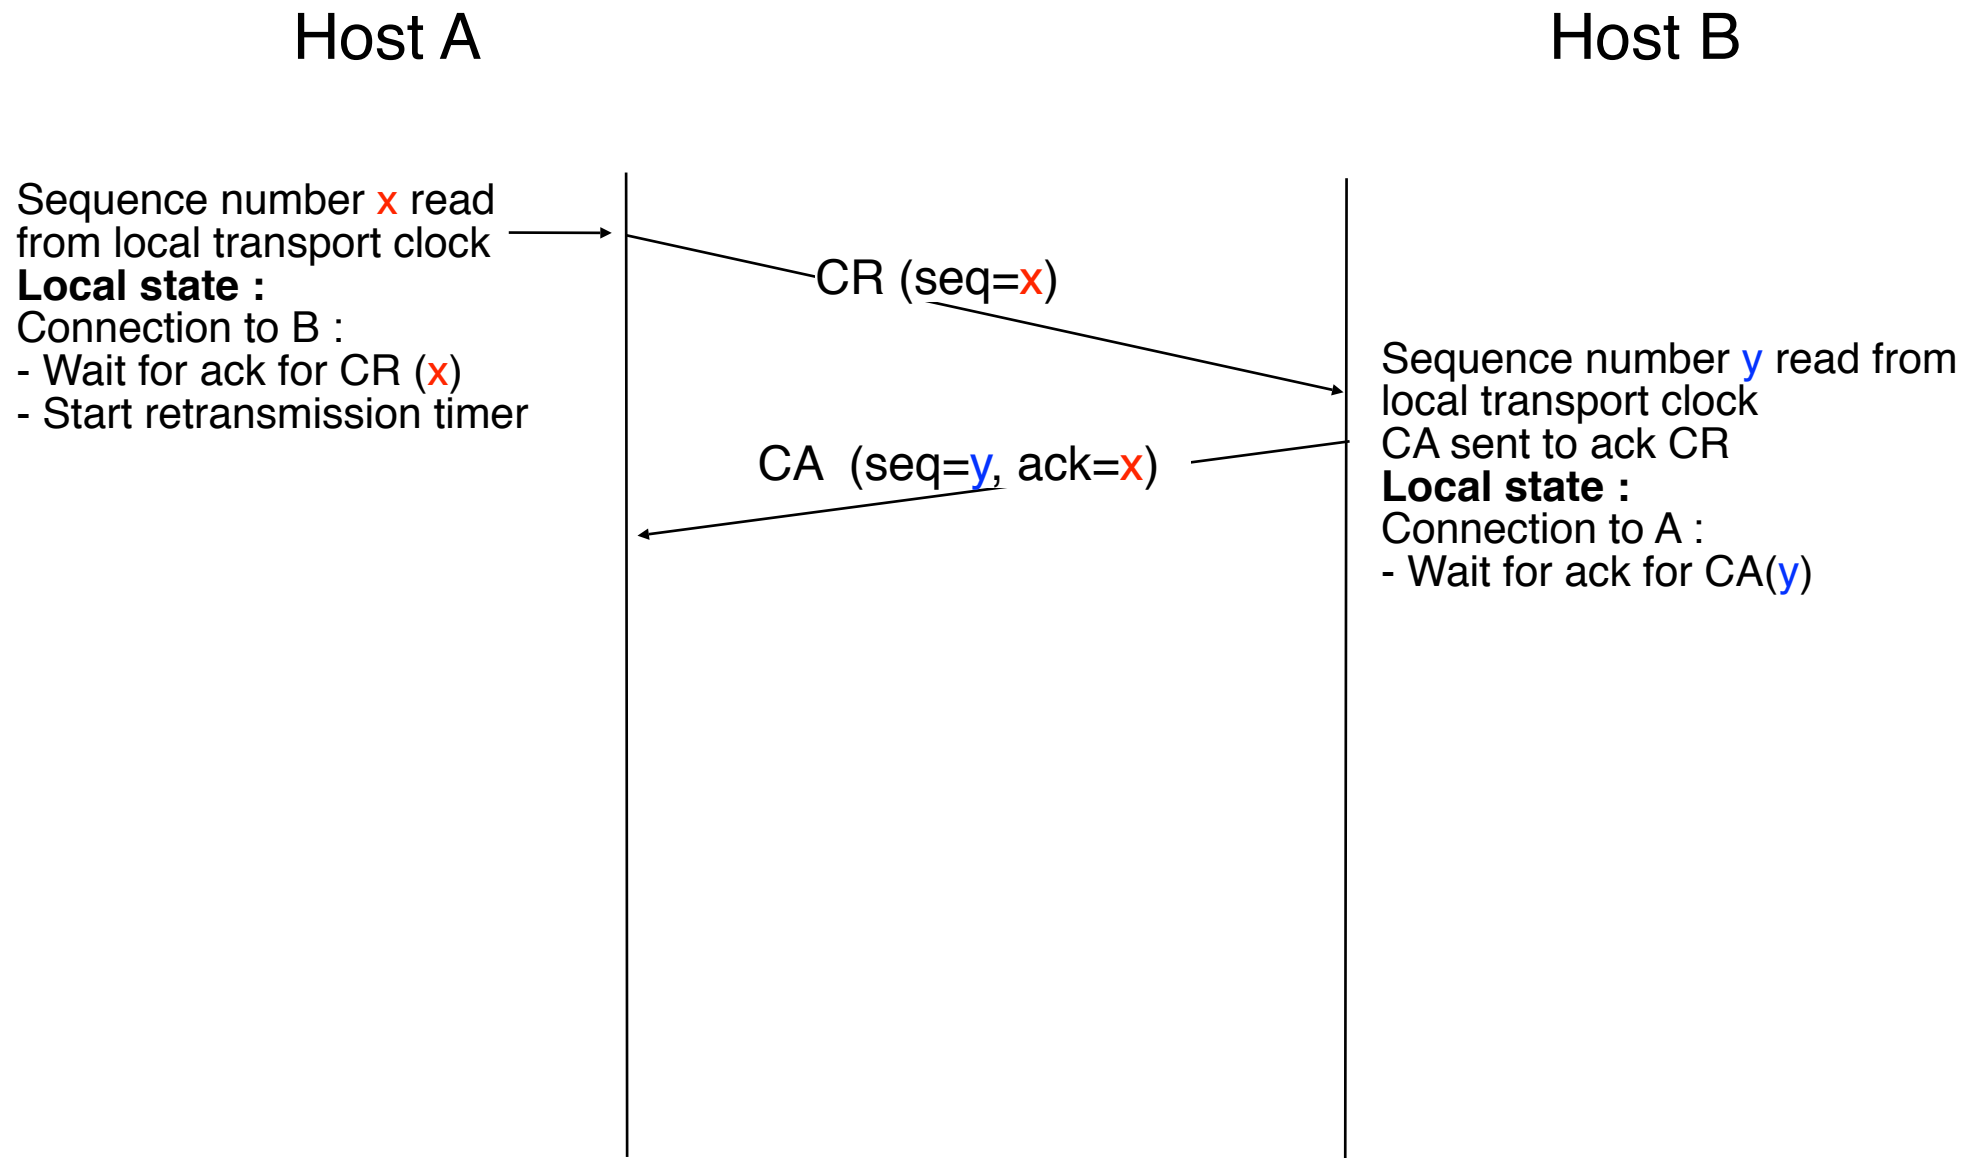 Host A
Host B
Sequence number x read
from local transport clock
Local state :
Connection to B :
- Wait for ack for CR (x)
- Start retransmission timer
CR (seq=x)
CA (seq=y, ack=x)
Sequence number y read from
local transport clock
CA sent to ack CR
Local state :
Connection to A :
- Wait for ack for CA(y)